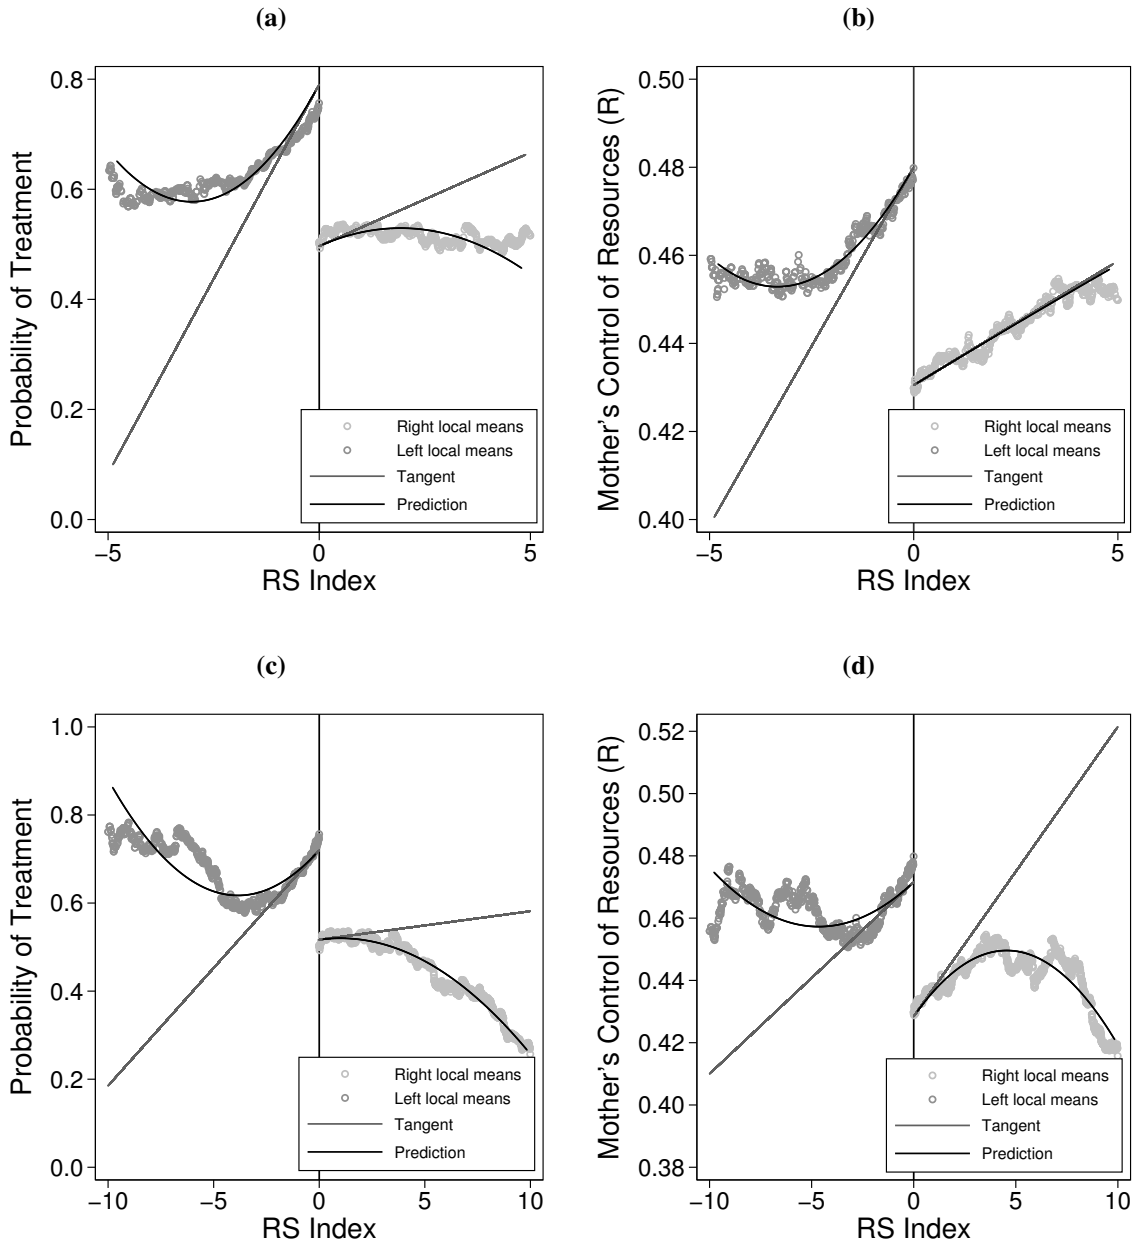 (a)
Probability of Treatment
0.8
0.6
0.4
0.2
0.0
Right local means
Left local means
Tangent
Prediction
−5
0
5
RS Index
(b)
Mother's Control of Resources (R)
0.50
0.48
0.46
0.44
0.42
0.40
Right local means
Left local means
Tangent
Prediction
−5
0
5
RS Index
(c)
Probability of Treatment
1.0
0.8
0.6
0.4
0.2
0.0
Right local means
Left local means
Tangent
Prediction
−10
−5
0
5
10
RS Index
(d)
Mother's Control of Resources (R)
0.52
0.50
0.48
0.46
0.44
0.42
0.40
0.38
Right local means
Left local means
Tangent
Prediction
−10
−5
0
5
10
RS Index